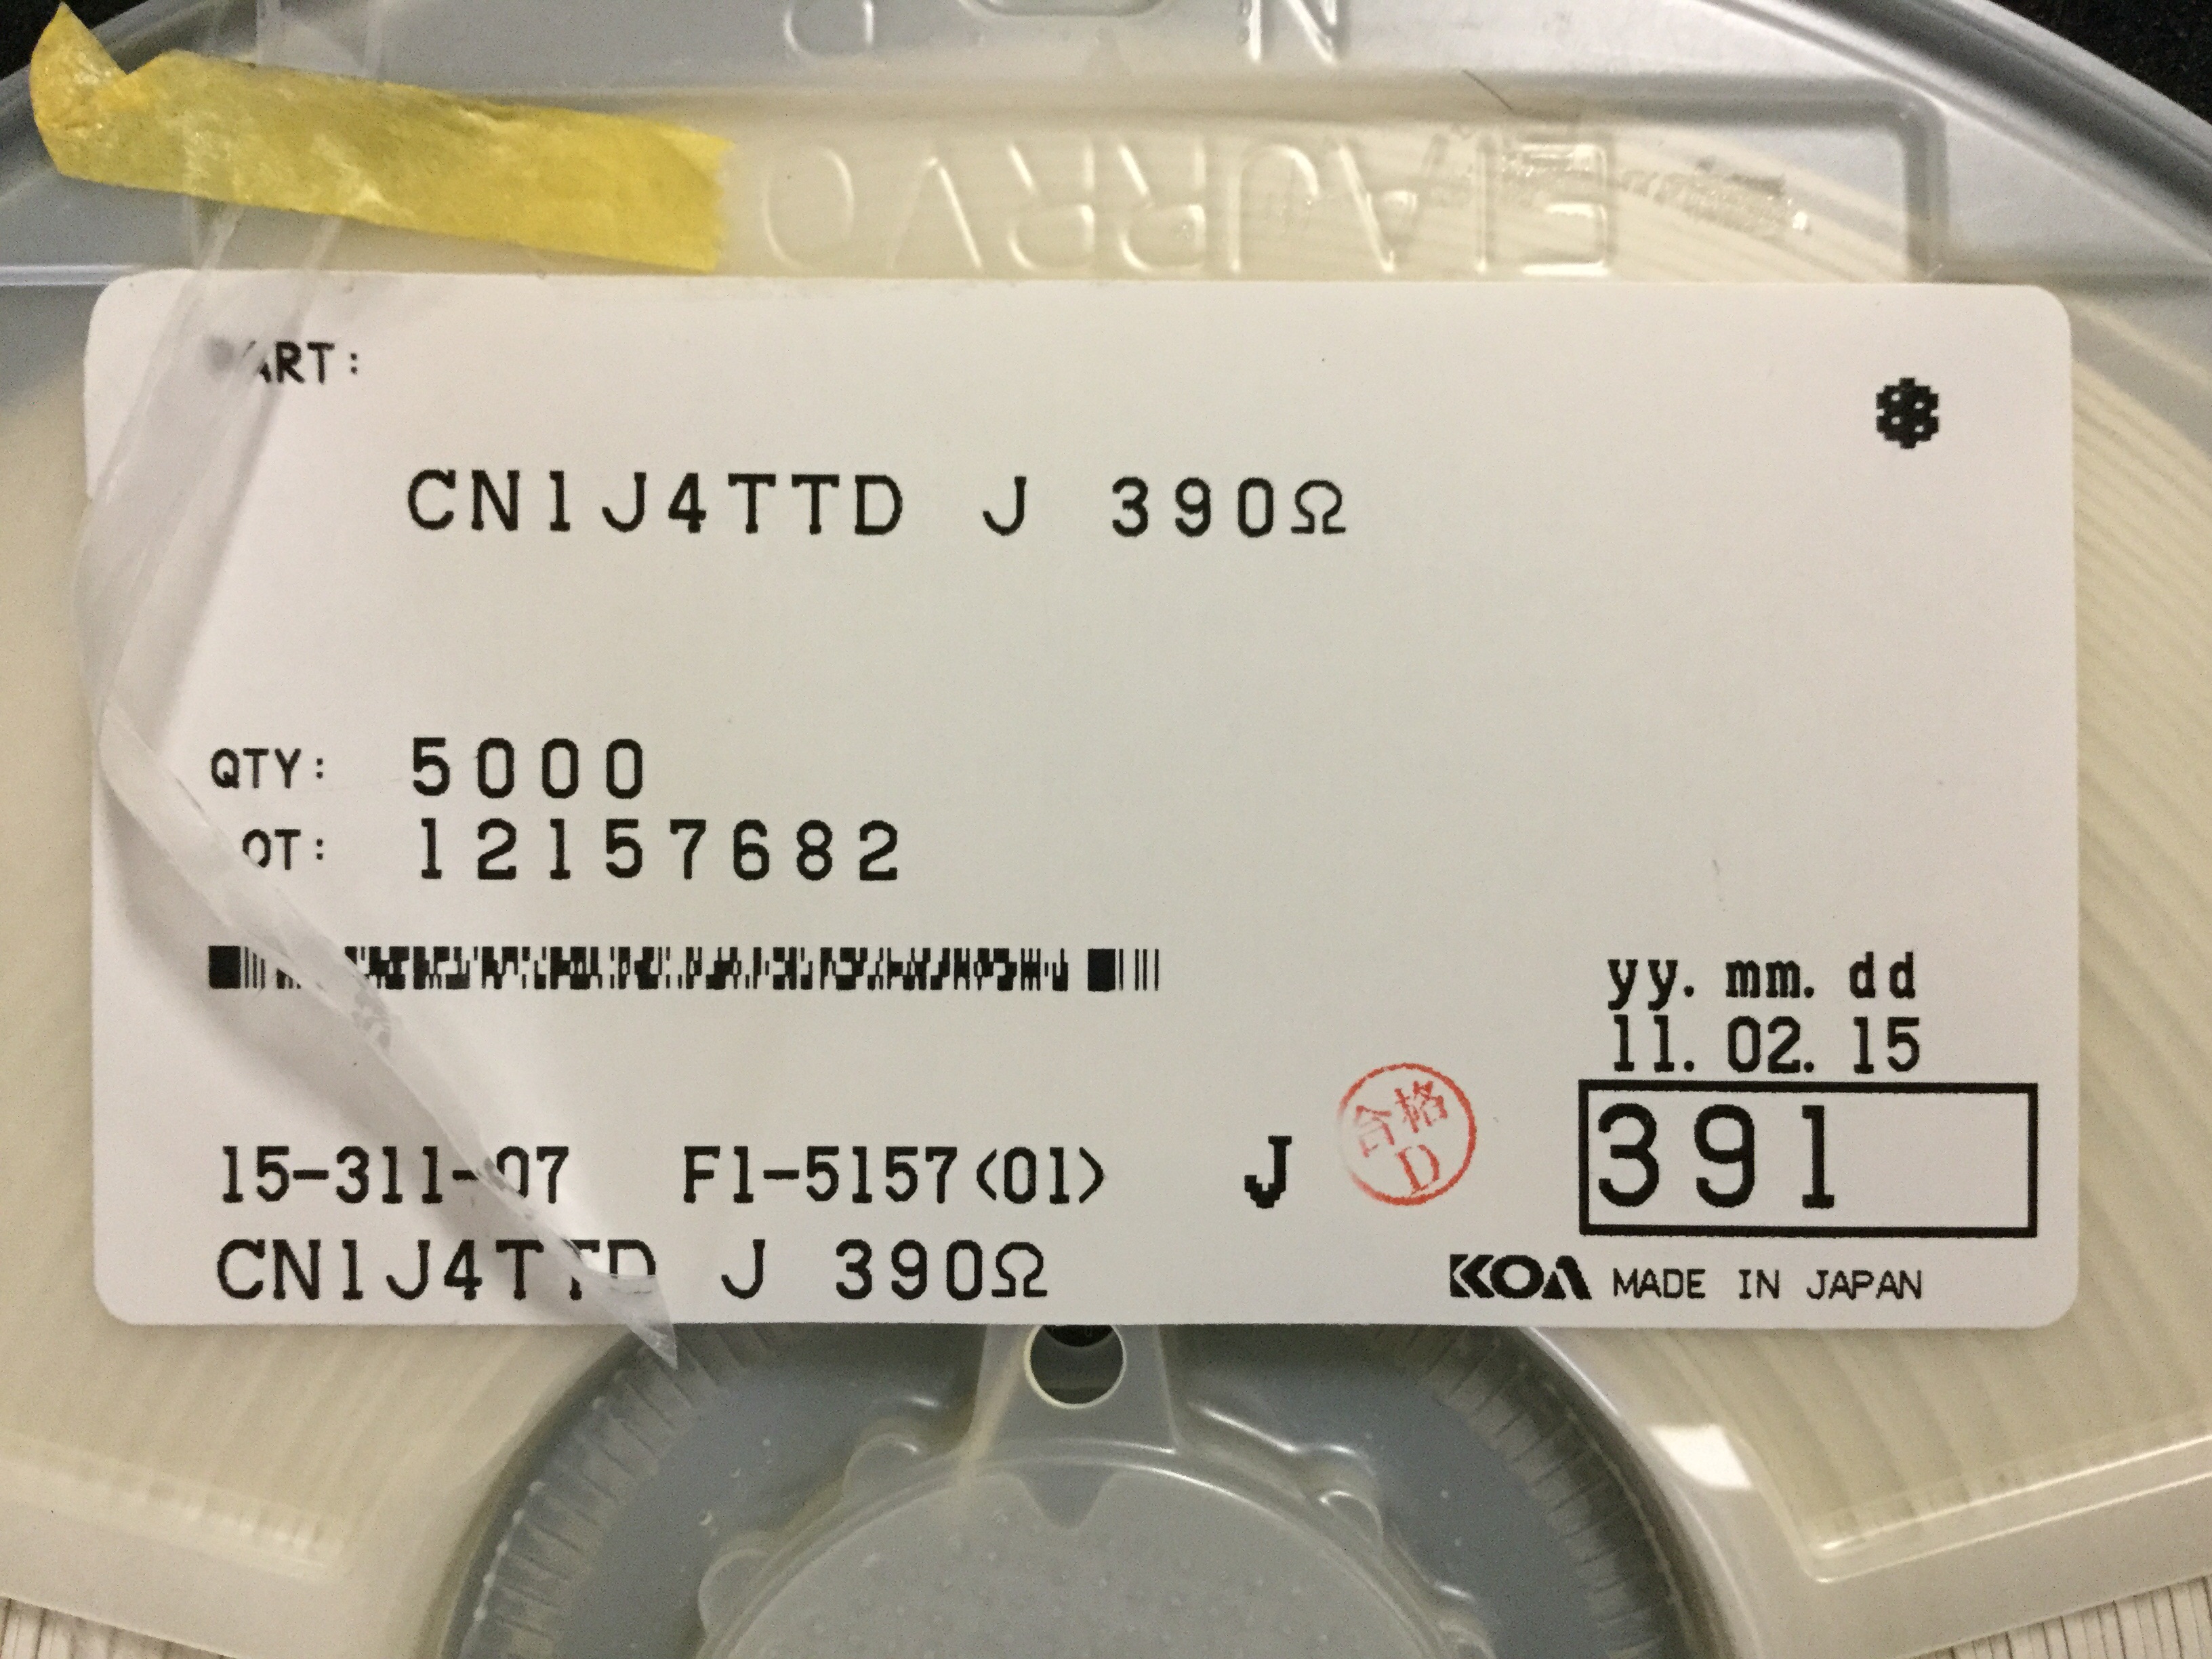 ART:
CN1J4TTD J 390Ω
QTY: 5000
OT: 12157682
yy. mm. dd
11. 02. 15
合格
D
391
15-311-07 F1-5157<01> J
CN1J4TTD J 390Ω
KOA MADE IN JAPAN